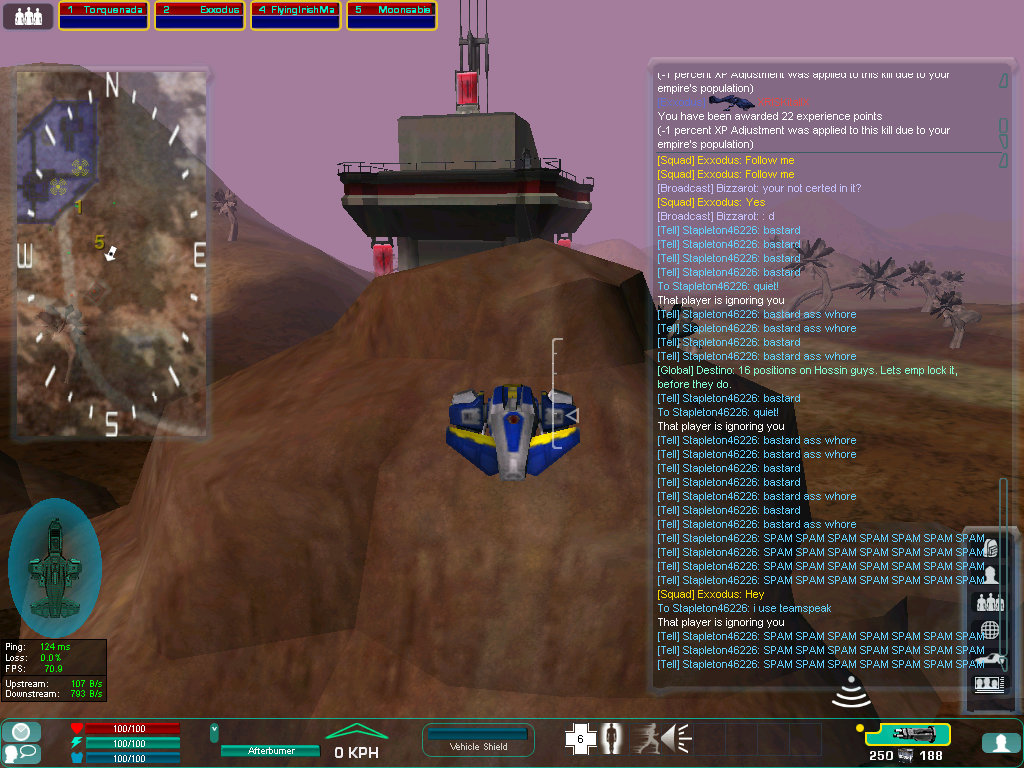 1 Torquenada
2 Exxodus
4 FlyingIrishMa
5 Moonsabie
N
W
E
S
1
5
(-1 percent XP Adjustment was applied to this kill due to your
empire's population)
You have been awarded 22 experience points
(-1 percent XP Adjustment was applied to this kill due to your
empire's population)
[Squad] Exxodus: Follow me
[Squad] Exxodus: Follow me
[Broadcast] Bizzarot: your not certed in it?
[Squad] Exxodus: Yes
[Broadcast] Bizzarot: : d
[Tell] Stapleton46226: bastard
[Tell] Stapleton46226: bastard
[Tell] Stapleton46226: bastard
[Tell] Stapleton46226: bastard
To Stapleton46226: quiet!
That player is ignoring you
[Tell] Stapleton46226: bastard ass whore
[Tell] Stapleton46226: bastard ass whore
[Tell] Stapleton46226: bastard
[Tell] Stapleton46226: bastard ass whore
[Global] Destino: 16 positions on Hossin guys. Lets emp lock it,
before they do.
[Tell] Stapleton46226: bastard
To Stapleton46226: quiet!
That player is ignoring you
[Tell] Stapleton46226: bastard ass whore
[Tell] Stapleton46226: bastard ass whore
[Tell] Stapleton46226: bastard
[Tell] Stapleton46226: bastard
[Tell] Stapleton46226: bastard ass whore
[Tell] Stapleton46226: bastard
[Tell] Stapleton46226: bastard ass whore
[Tell] Stapleton46226: SPAM SPAM SPAM SPAM SPAM SPAM SPAM
[Tell] Stapleton46226: SPAM SPAM SPAM SPAM SPAM SPAM SPAM
[Tell] Stapleton46226: SPAM SPAM SPAM SPAM SPAM SPAM SPAM
[Tell] Stapleton46226: SPAM SPAM SPAM SPAM SPAM SPAM SPAM
[Squad] Exxodus: Hey
To Stapleton46226: i use teamspeak
That player is ignoring you
[Tell] Stapleton46226: SPAM SPAM SPAM SPAM SPAM SPAM SPAM
[Tell] Stapleton46226: SPAM SPAM SPAM SPAM SPAM SPAM SPAM
[Tell] Stapleton46226: SPAM SPAM SPAM SPAM SPAM SPAM SPAM
Ping: 124 ms
Loss: 0.0%
FPS: 70.9
Upstream: 107 B/s
Downstream: 793 B/s
100/100
100/100
100/100
Afterburner
0 KPH
Vehicle Shield
6
250 188